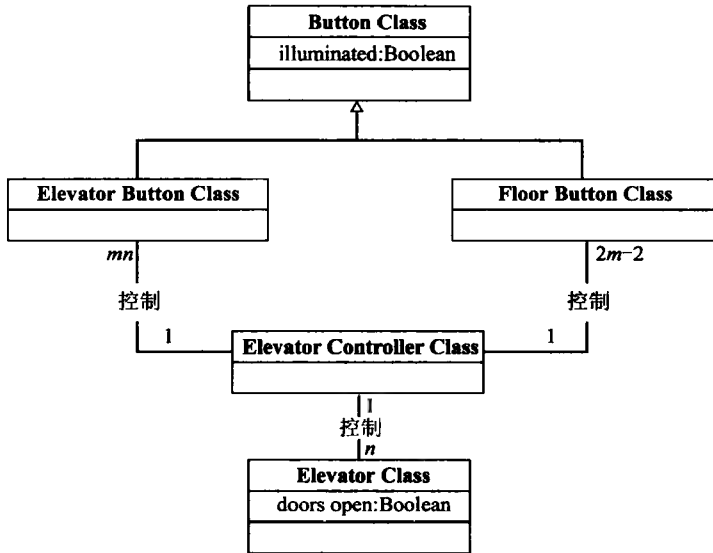 Button Class
illuminated:Boolean
Elevator Button Class
Floor Button Class
mn
2m-2
控制
控制
1
1
Elevator Controller Class
1
控制
n
Elevator Class
doors open:Boolean